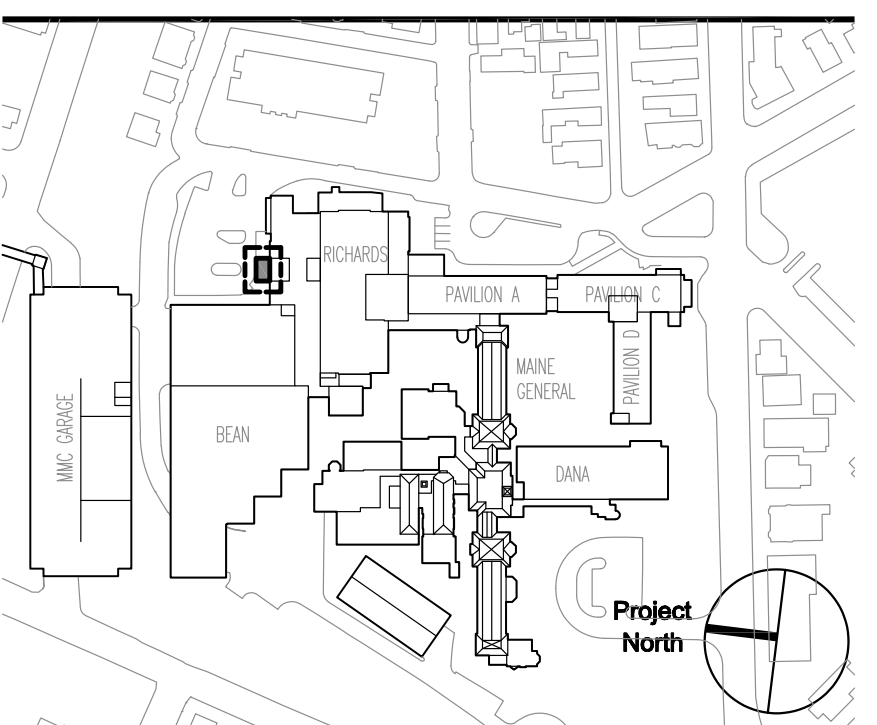 RICHARDS
PAVILION A
PAVILION C
PAVILION D
MAINE
GENERAL
MMC GARAGE
BEAN
DANA
Project
North